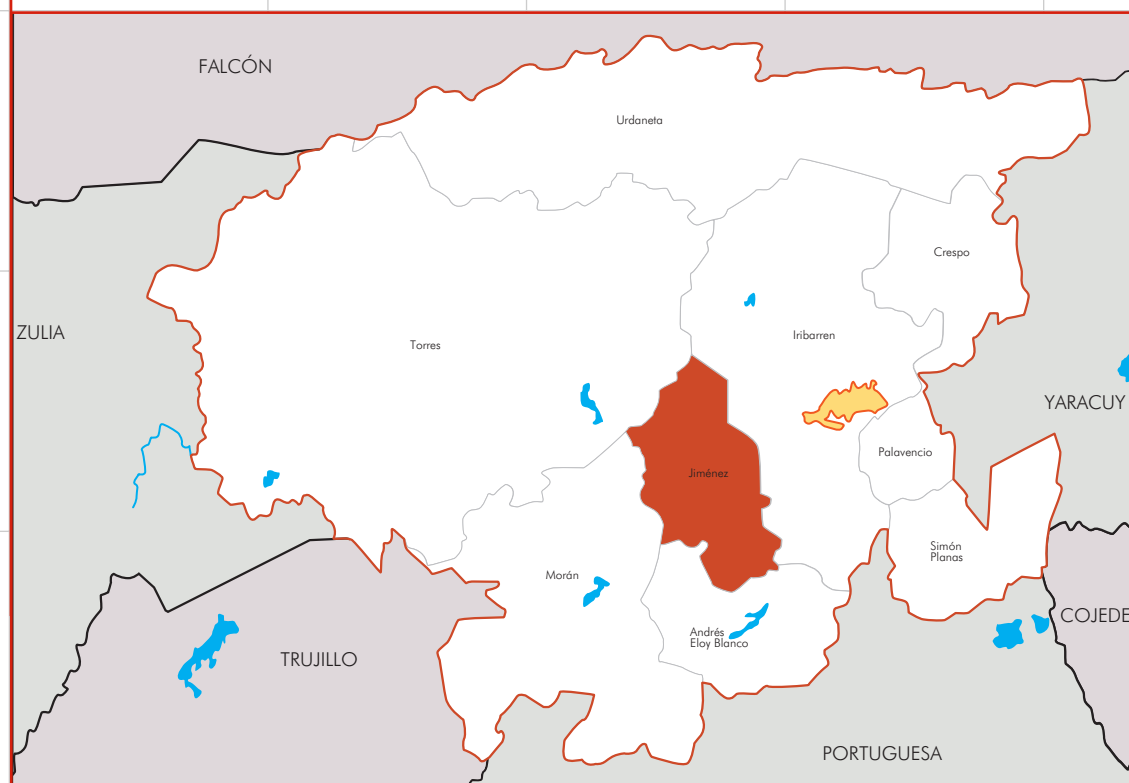 FALCÓN
Urdaneta
Crespo
ZULIA
Torres
Iribarren
YARACUY
Palavencio
Jiménez
Simón
Planas
Morán
COJEDE
Andrés
Eloy Blanco
TRUJILLO
PORTUGUESA